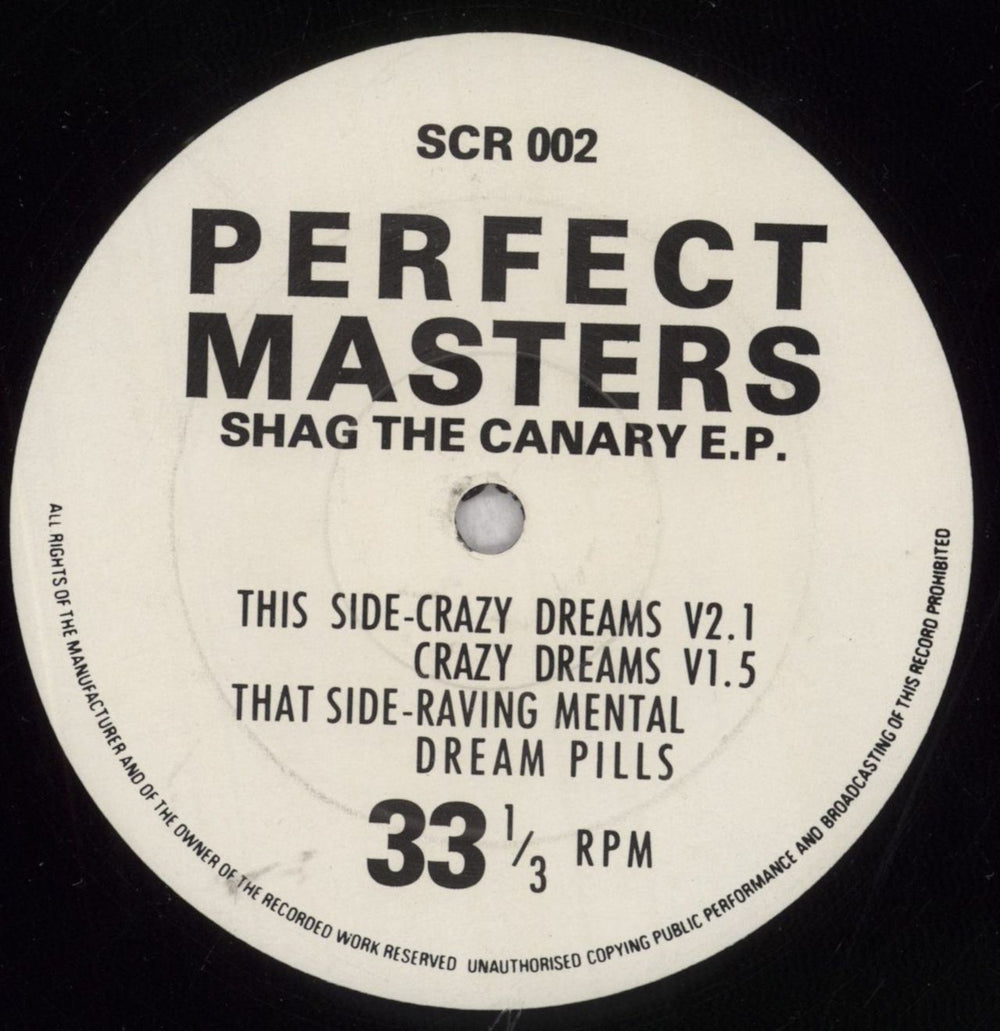 SCR 002
PERFECT
MASTERS
SHAG THE CANARY E.P.
THIS SIDE-CRAZY DREAMS V2.1
CRAZY DREAMS V1.5
THAT SIDE-RAVING MENTAL
DREAM PILLS
33 1/3 RPM
ALL RIGHTS OF THE MANUFACTURER AND OF THE OWNER OF THE RECORDED WORK RESERVED UNAUTHORISED COPYING PUBLIC PERFORMANCE AND BROADCASTING OF THIS RECORD PROHIBITED